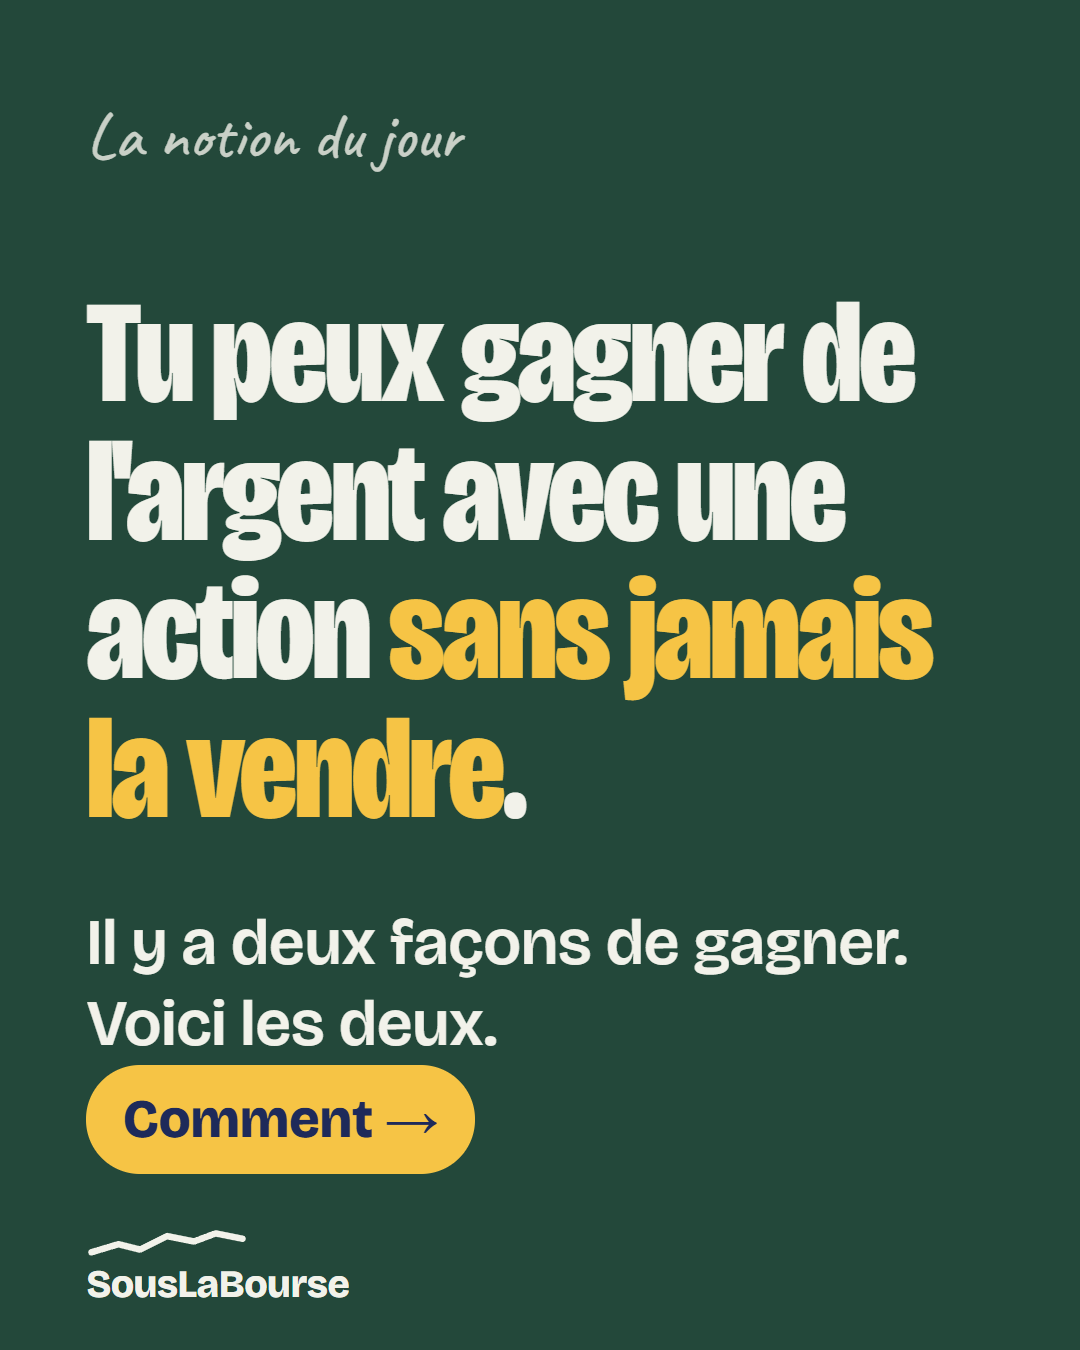 La notion du jour
Tu peux gagner de
l'argent avec une
action sans jamais
la vendre.
Il y a deux façons de gagner.
Voici les deux.
Comment →
SousLaBourse